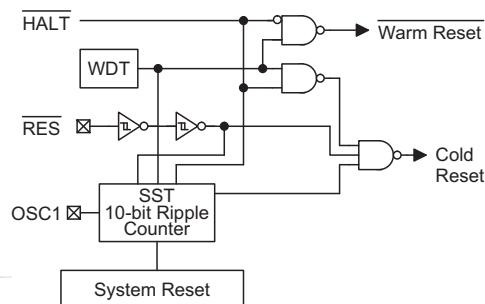 HALT
Warm Reset
WDT
RES
Cold
Reset
SST
10-bit Ripple
Counter
OSC1
System Reset